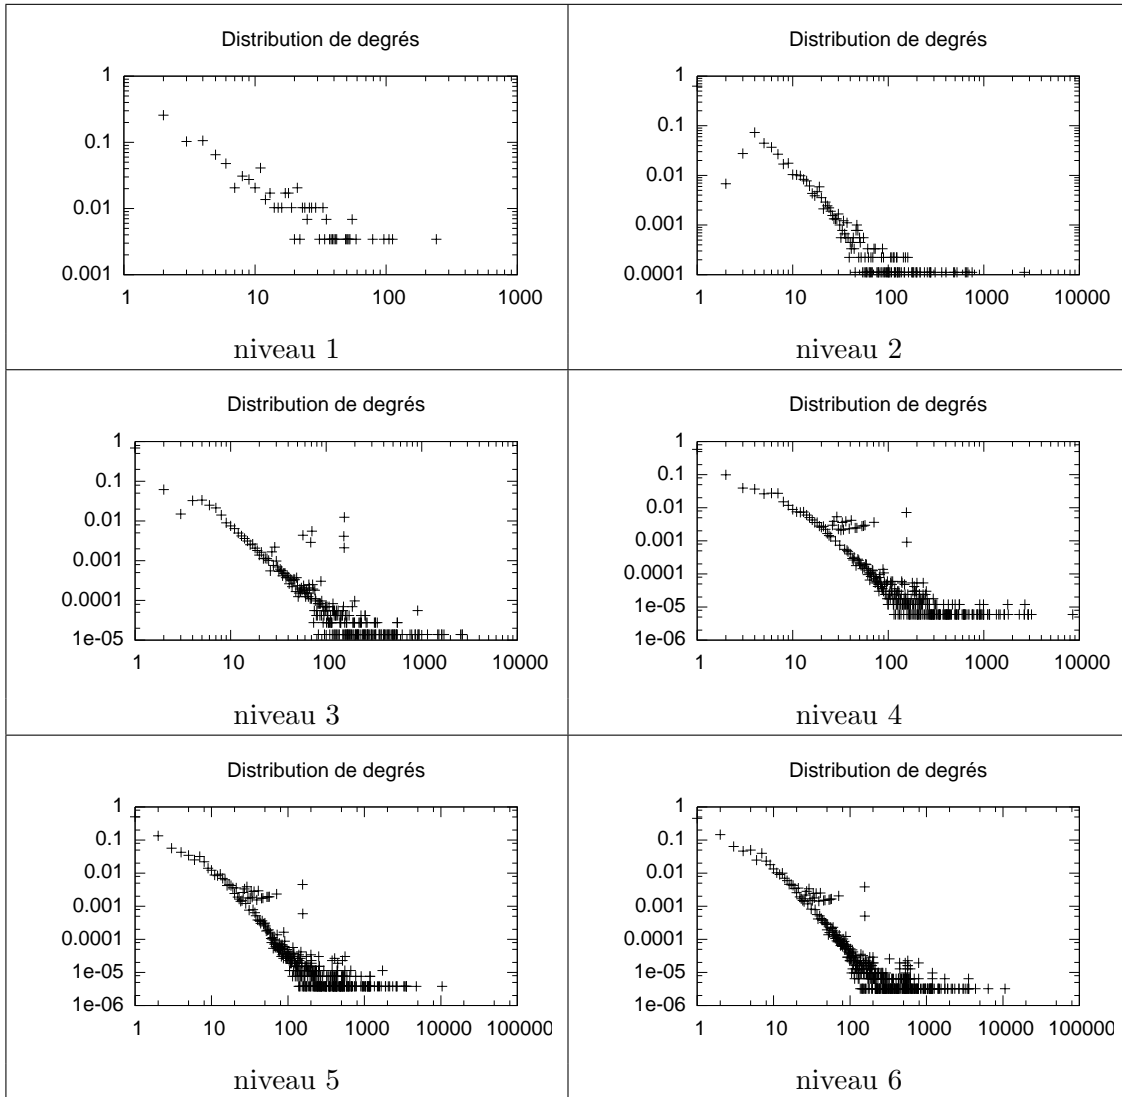 Distribution de degrés
1
0.1
0.01
0.001
1 10 100 1000
niveau 1
Distribution de degrés
1
0.1
0.01
0.001
0.0001
1 10 100 1000 10000
niveau 2
Distribution de degrés
1
0.1
0.01
0.001
0.0001
1e-05
1 10 100 1000 10000
niveau 3
Distribution de degrés
1
0.1
0.01
0.001
0.0001
1e-05
1e-06
1 10 100 1000 10000
niveau 4
Distribution de degrés
1
0.1
0.01
0.001
0.0001
1e-05
1e-06
1 10 100 1000 10000 100000
niveau 5
Distribution de degrés
1
0.1
0.01
0.001
0.0001
1e-05
1e-06
1 10 100 1000 10000 100000
niveau 6